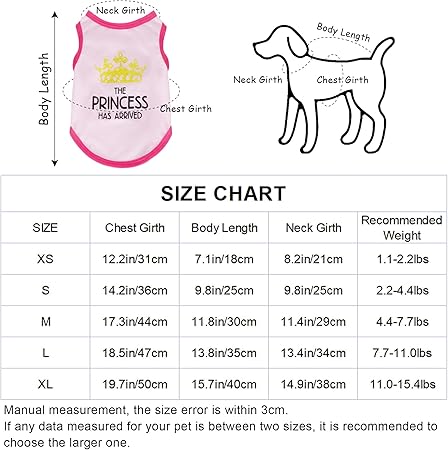 Neck Girth
Body Length
THE
PRINCESS
HAS ARRIVED
Chest Girth
Body Length
Neck Girth
Chest Girth
SIZE CHART
SIZE Chest Girth Body Length Neck Girth Recommended Weight
XS 12.2in/31cm 7.1in/18cm 8.2in/21cm 1.1-2.2lbs
S 14.2in/36cm 9.8in/25cm 9.8in/25cm 2.2-4.4lbs
M 17.3in/44cm 11.8in/30cm 11.4in/29cm 4.4-7.7lbs
L 18.5in/47cm 13.8in/35cm 13.4in/34cm 7.7-11.0lbs
XL 19.7in/50cm 15.7in/40cm 14.9in/38cm 11.0-15.4lbs
Manual measurement, the size error is within 3cm.
If any data measured for your pet is between two sizes, it is recommended to
choose the larger one.